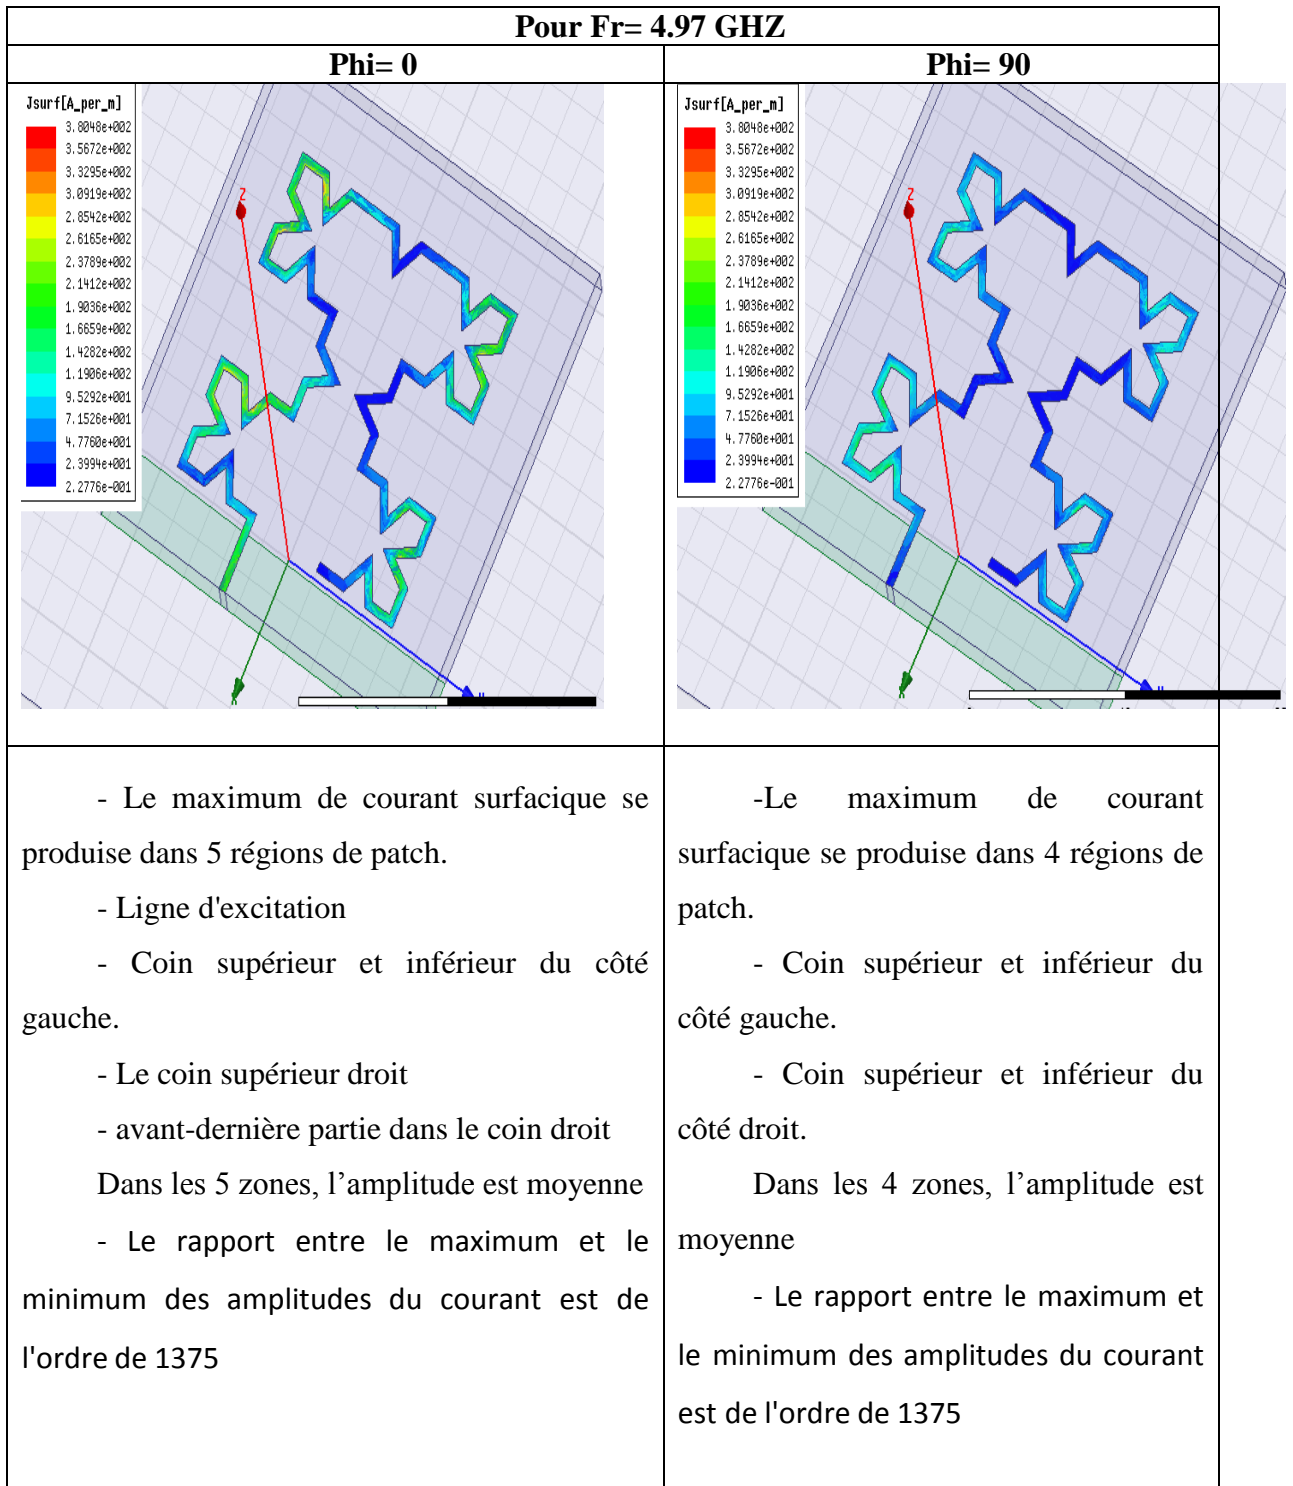 Pour Fr= 4.97 GHZ
Phi= 0
Phi= 90
Jsurf[A_per_m]
3.8048e+002
3.5672e+002
3.3295e+002
3.0919e+002
2.8542e+002
2.6165e+002
2.3789e+002
2.1412e+002
1.9036e+002
1.6659e+002
1.4282e+002
1.1906e+002
9.5292e+001
7.1526e+001
4.7760e+001
2.3994e+001
2.2776e-001
Z
Jsurf[A_per_m]
3.8048e+002
3.5672e+002
3.3295e+002
3.0919e+002
2.8542e+002
2.6165e+002
2.3789e+002
2.1412e+002
1.9036e+002
1.6659e+002
1.4282e+002
1.1906e+002
9.5292e+001
7.1526e+001
4.7760e+001
2.3994e+001
2.2776e-001
Z
- Le maximum de courant surfacique se
produise dans 5 régions de patch.
- Ligne d'excitation
- Coin supérieur et inférieur du côté
gauche.
- Le coin supérieur droit
- avant-dernière partie dans le coin droit
Dans les 5 zones, l’amplitude est moyenne
- Le rapport entre le maximum et le
minimum des amplitudes du courant est de
l'ordre de 1375
-Le maximum de courant
surfacique se produise dans 4 régions de
patch.
- Coin supérieur et inférieur du
côté gauche.
- Coin supérieur et inférieur du
côté droit.
Dans les 4 zones, l’amplitude est
moyenne
- Le rapport entre le maximum et
le minimum des amplitudes du courant
est de l'ordre de 1375